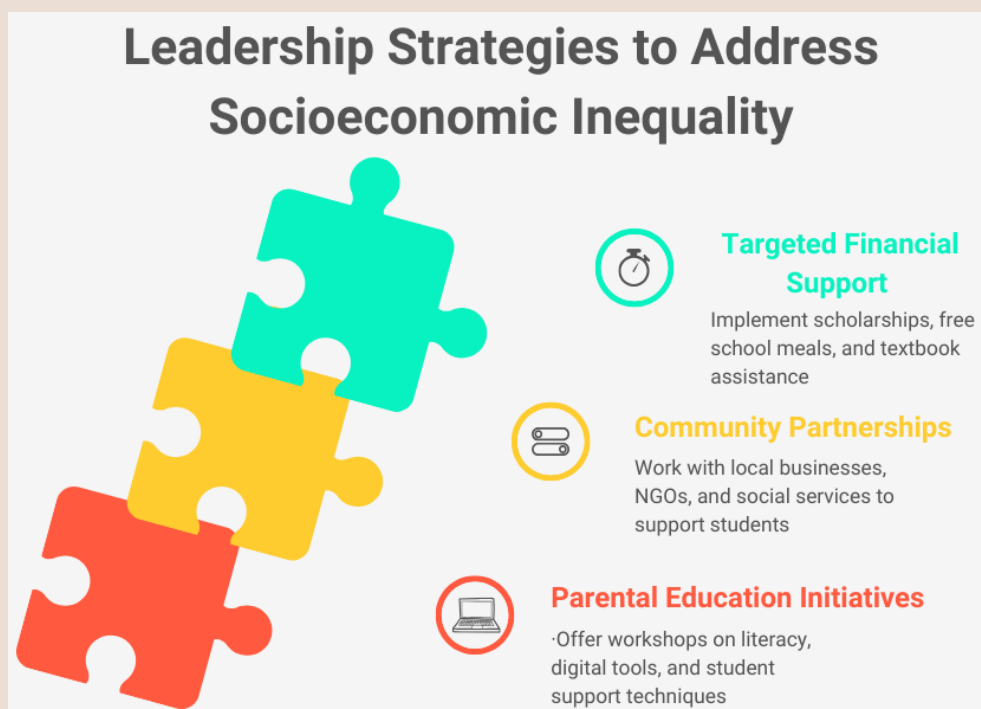 Leadership Strategies to Address
Socioeconomic Inequality
Targeted Financial
Support
Implement scholarships, free
school meals, and textbook
assistance
Community Partnerships
Work with local businesses,
NGOs, and social services to
support students
Parental Education Initiatives
·Offer workshops on literacy,
digital tools, and student
support techniques